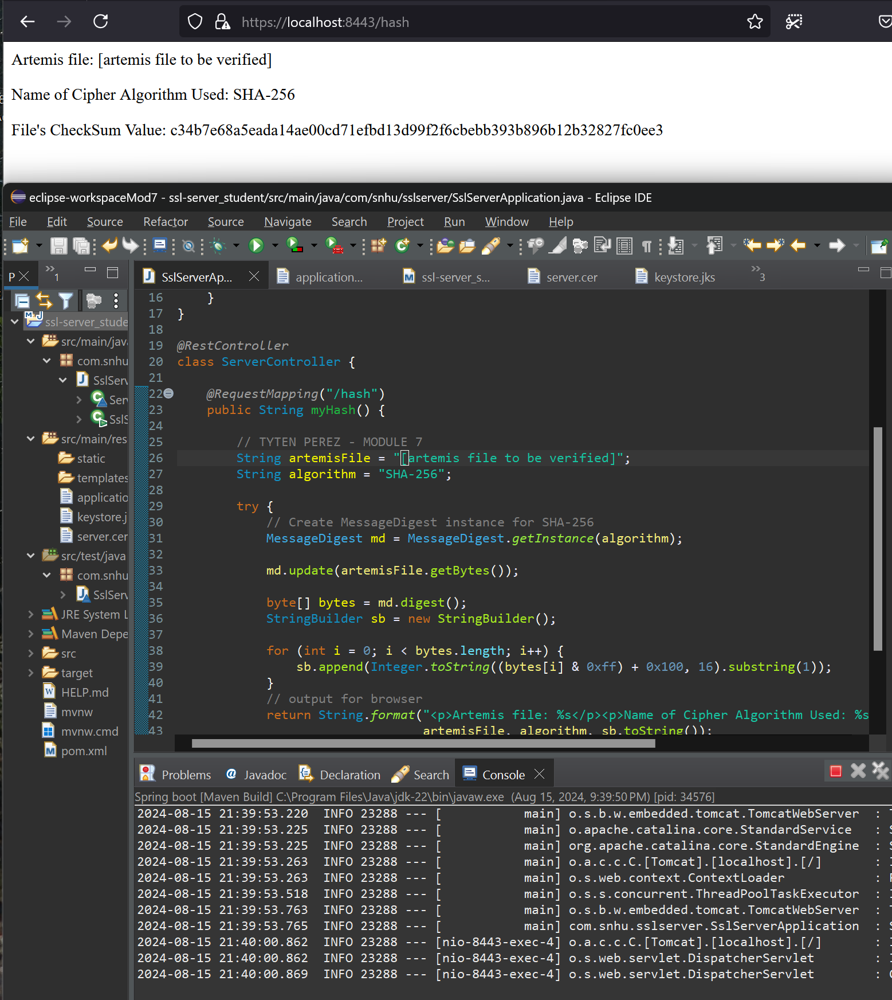 https://localhost:8443/hash
Artemis file: [artemis file to be verified]
Name of Cipher Algorithm Used: SHA-256
File's CheckSum Value: c34b7e68a5eada14ae00cd71efbd13d99f2f6cbebb393b896b12b32827fc0ee3
eclipse-workspaceMod7 - ssl-server_student/src/main/java/com/snhu/sslserver/SslServerApplication.java - Eclipse IDE
File Edit Source Refactor Source Navigate Search Project Run Window Help
P 1
SslServerAp... application... ssl-server_s... server.cer keystore.jks 3
ssl-server_stude
src/main/jav
com.snhu
SslServ
Ser
SslS
src/main/res
static
templates
applicatio
keystore.j
server.cer
src/test/java
com.snhu
SslServ
JRE System L
Maven Depe
src
target
HELP.md
mvnw
mvnw.cmd
pom.xml
16 }
17 }
18
19 @RestController
20 class ServerController {
21
22 @RequestMapping("/hash")
23 public String myHash() {
24
25 // TYTEN PEREZ - MODULE 7
26 String artemisFile = "[artemis file to be verified]";
27 String algorithm = "SHA-256";
28
29 try {
30 // Create MessageDigest instance for SHA-256
31 MessageDigest md = MessageDigest.getInstance(algorithm);
32
33 md.update(artemisFile.getBytes());
34
35 byte[] bytes = md.digest();
36 StringBuilder sb = new StringBuilder();
37
38 for (int i = 0; i < bytes.length; i++) {
39 sb.append(Integer.toString((bytes[i] & 0xff) + 0x100, 16).substring(1));
40 }
41 // output for browser
42 return String.format("<p>Artemis file: %s</p><p>Name of Cipher Algorithm Used: %s
43 artemisFile, algorithm, sb.toString());
Problems Javadoc Declaration Search Console
Spring boot [Maven Build] C:\Program Files\Java\jdk-22\bin\javaw.exe (Aug 15, 2024, 9:39:50 PM) [pid: 34576]
2024-08-15 21:39:53.220 INFO 23288 --- [ main] o.s.b.w.embedded.tomcat.TomcatWebServer :
2024-08-15 21:39:53.225 INFO 23288 --- [ main] o.apache.catalina.core.StandardService :
2024-08-15 21:39:53.225 INFO 23288 --- [ main] org.apache.catalina.core.StandardEngine :
2024-08-15 21:39:53.263 INFO 23288 --- [ main] o.a.c.c.C.[Tomcat].[localhost].[/] :
2024-08-15 21:39:53.263 INFO 23288 --- [ main] o.s.web.context.ContextLoader :
2024-08-15 21:39:53.518 INFO 23288 --- [ main] o.s.s.concurrent.ThreadPoolTaskExecutor :
2024-08-15 21:39:53.763 INFO 23288 --- [ main] o.s.b.w.embedded.tomcat.TomcatWebServer :
2024-08-15 21:39:53.765 INFO 23288 --- [ main] com.snhu.sslserver.SslServerApplication :
2024-08-15 21:40:00.862 INFO 23288 --- [nio-8443-exec-4] o.a.c.c.C.[Tomcat].[localhost].[/] :
2024-08-15 21:40:00.862 INFO 23288 --- [nio-8443-exec-4] o.s.web.servlet.DispatcherServlet :
2024-08-15 21:40:00.869 INFO 23288 --- [nio-8443-exec-4] o.s.web.servlet.DispatcherServlet :